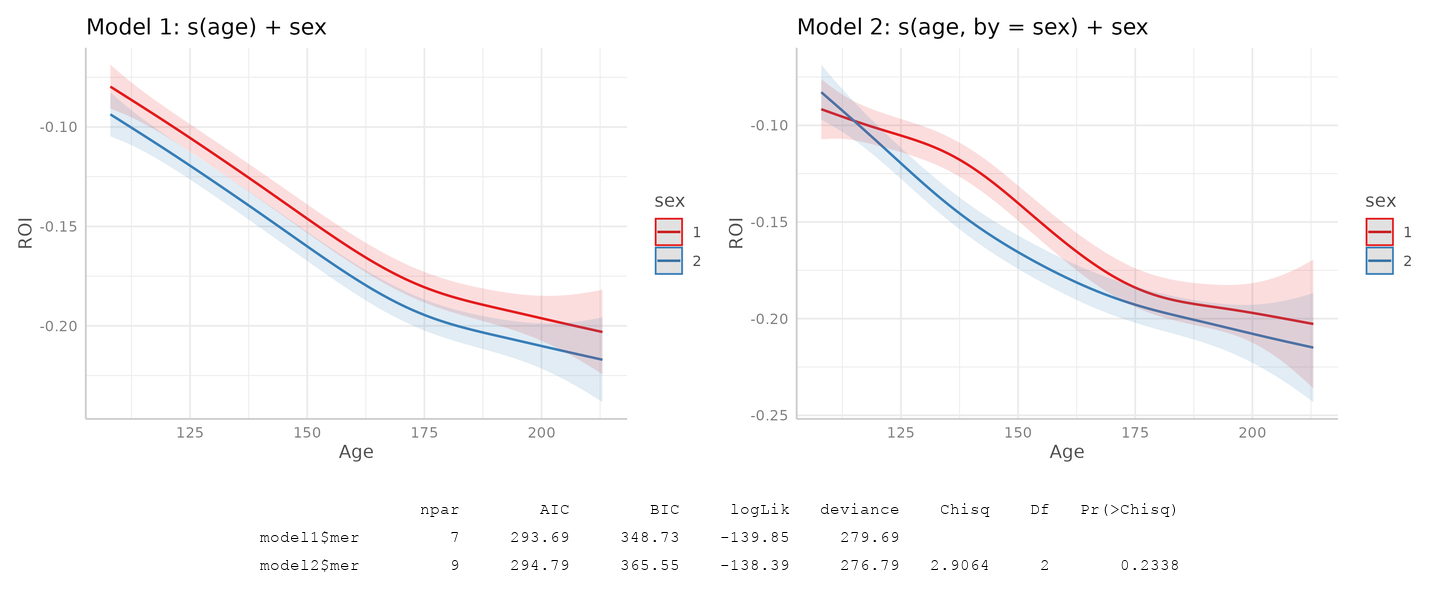 Model 1: s(age) + sex
-0.10
-0.15
-0.20
ROI
125 150 175 200
Age
sex
1
2
Model 2: s(age, by = sex) + sex
-0.10
-0.15
-0.20
-0.25
ROI
125 150 175 200
Age
sex
1
2
npar AIC BIC logLik deviance Chisq Df Pr(>Chisq)
model1$mer 7 293.69 348.73 -139.85 279.69
model2$mer 9 294.79 365.55 -138.39 276.79 2.9064 2 0.2338